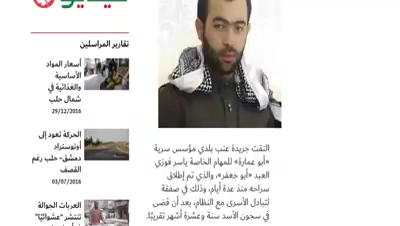 تقارير المراسلين
أسعار المواد
الأساسية
والغذائية في
شمال حلب
29/12/2016
الحركة تعود إلى
أوتوستراد
دمشق- حلب رغم
القصف
03/07/2016
العربات الجوالة
تنتشر "عشوائيًا"
التقت جريدة عنب بلدي مؤسس سرية
«أبو عمارة» للمهام الخاصة ياسر فوزي
العبد «أبو جعفر»، والذي تم إطلاق
سراحه منذ عدة أيام، وذلك في صفقة
لتبادل الأسرى مع النظام، بعد أن قضى
في سجون الأسد سنة وعشرة أشهر تقريبًا.